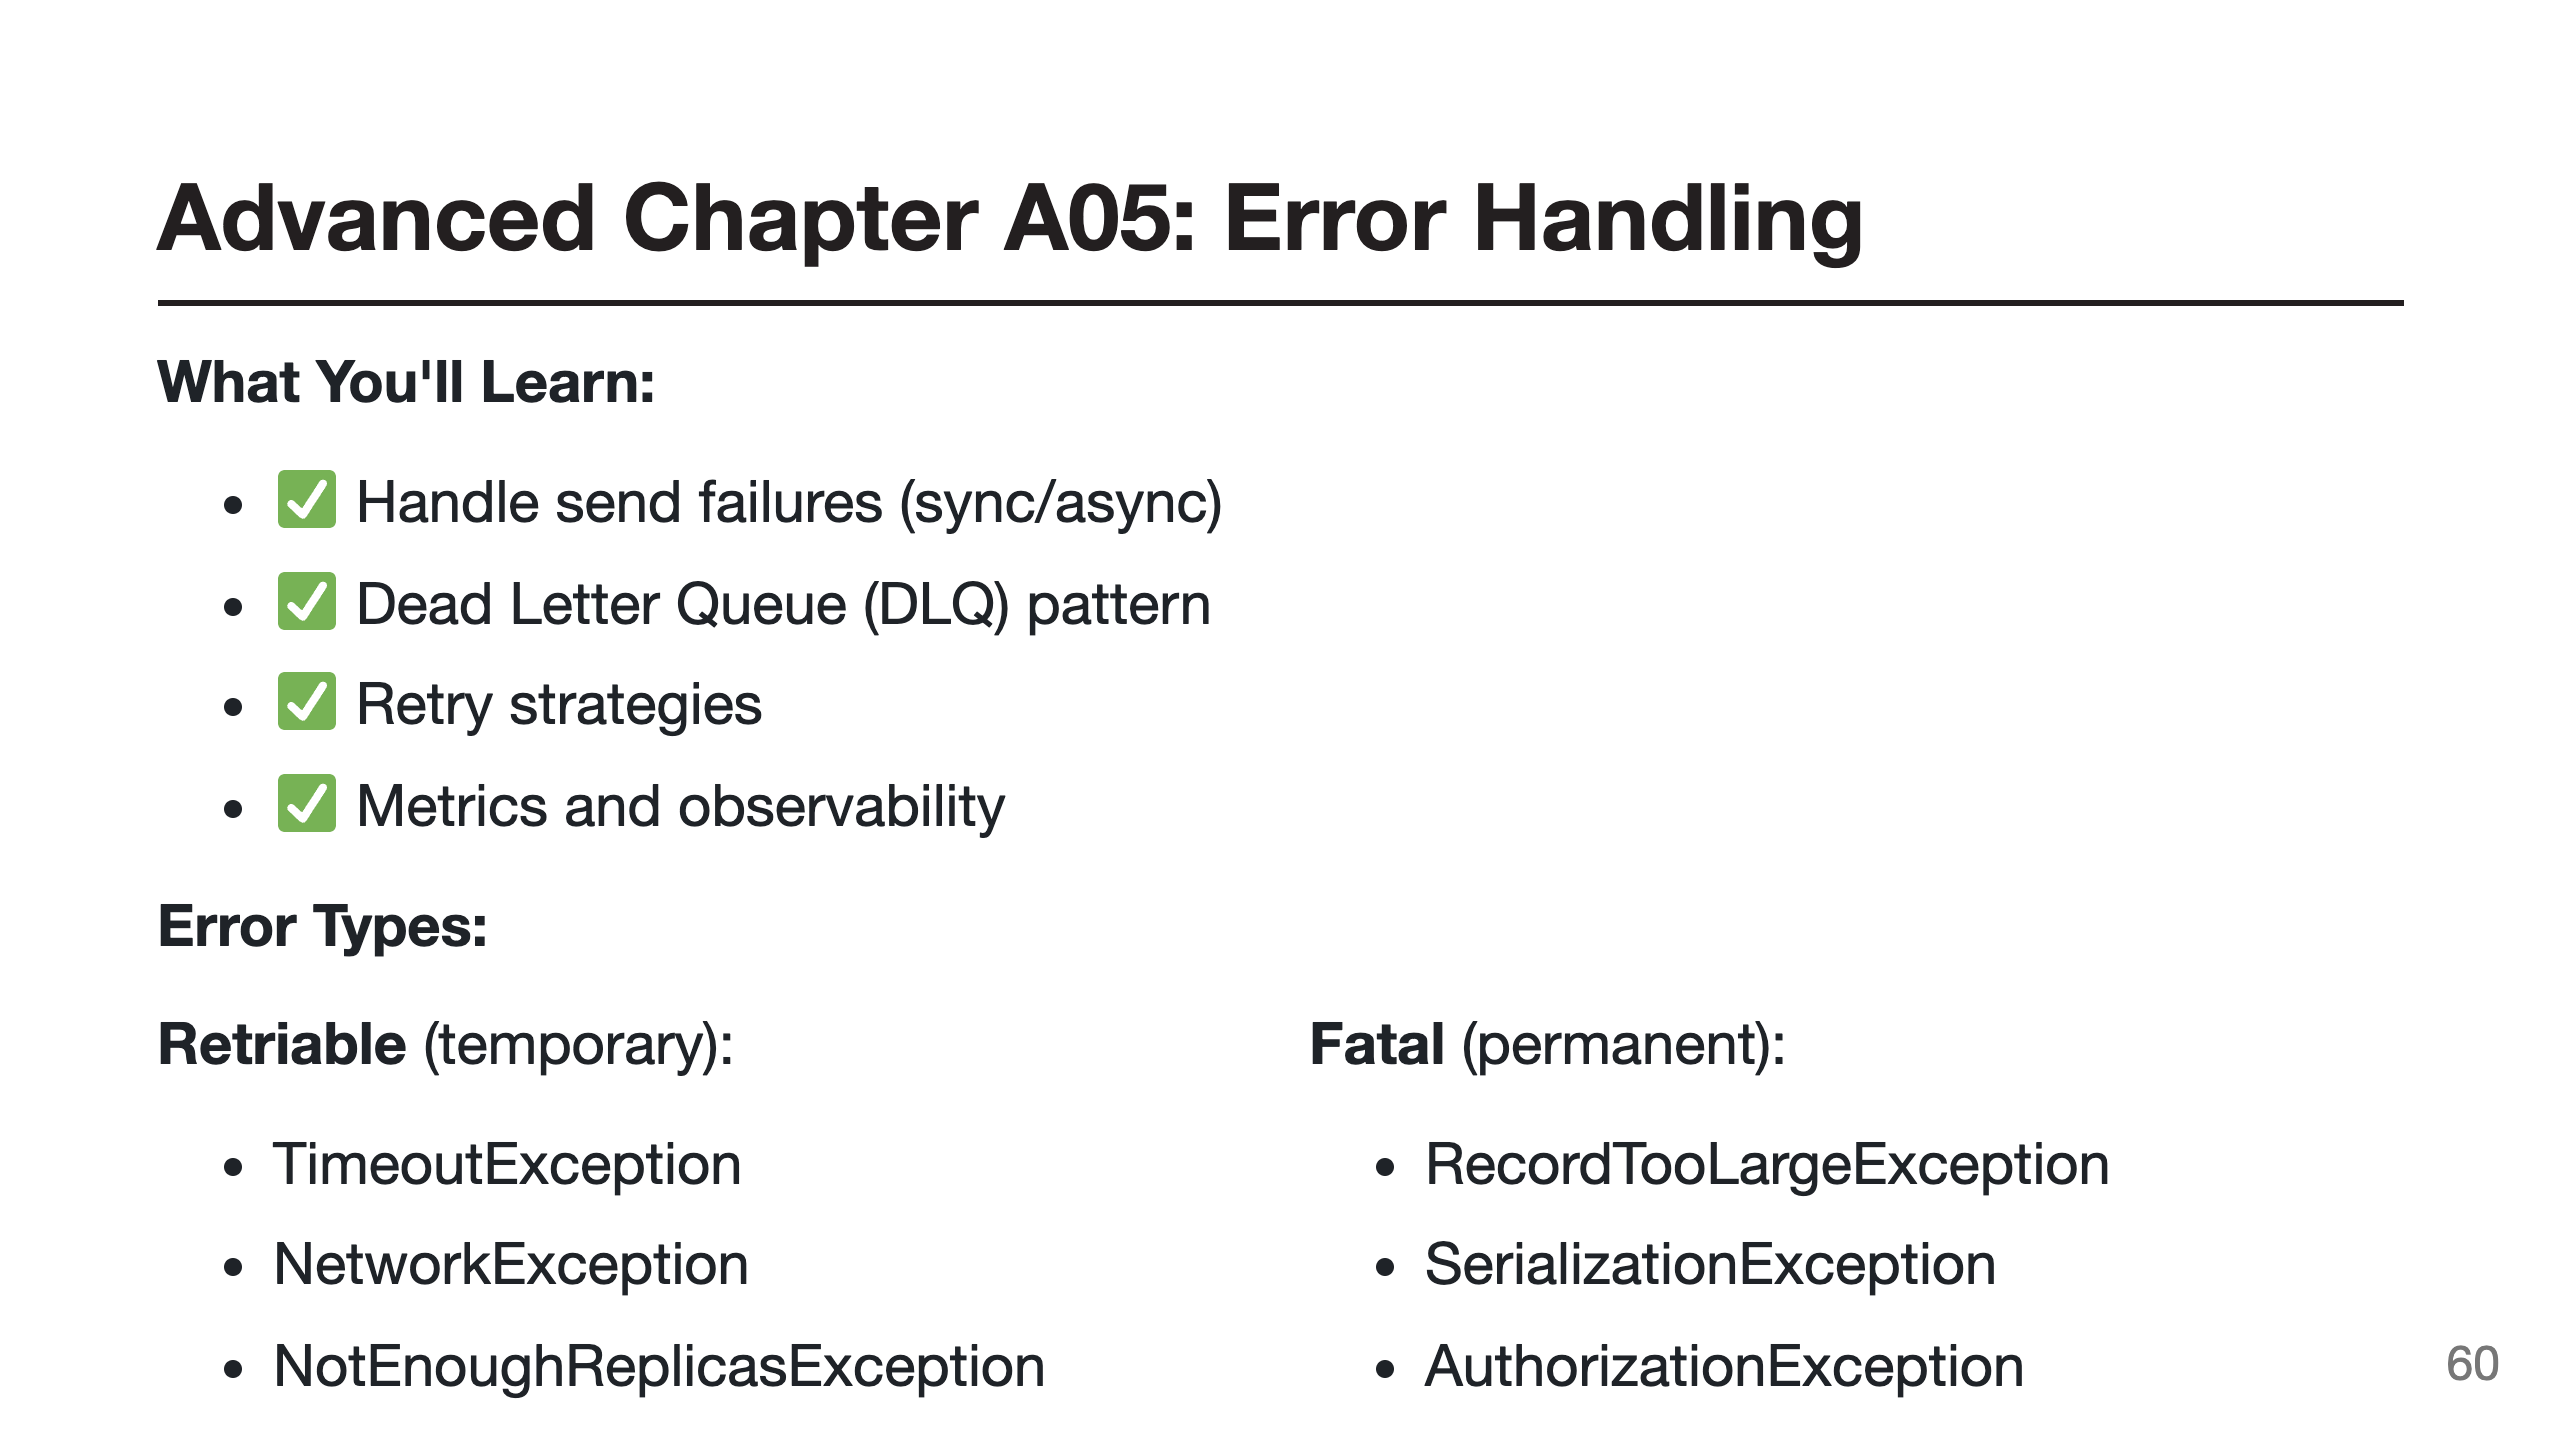 Advanced Chapter A05: Error Handling
What You'll Learn:
• ✅ Handle send failures (sync/async)
• ✅ Dead Letter Queue (DLQ) pattern
• ✅ Retry strategies
• ✅ Metrics and observability
Error Types:
Retriable (temporary):
• TimeoutException
• NetworkException
• NotEnoughReplicasException
Fatal (permanent):
• RecordTooLargeException
• SerializationException
• AuthorizationException
60